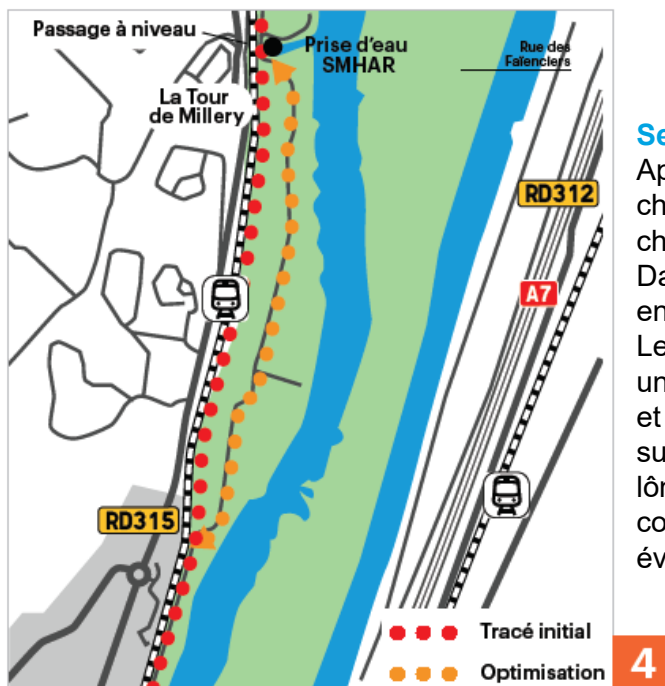 Passage à niveau
Prise d'eau
SMHAR
Rue des
Faïenciers
La Tour
de Millery
RD312
A7
RD315
Tracé initial
Optimisation
Se
Ap
ch
ch
Da
en
Le
un
et
su
lôn
co
év
4